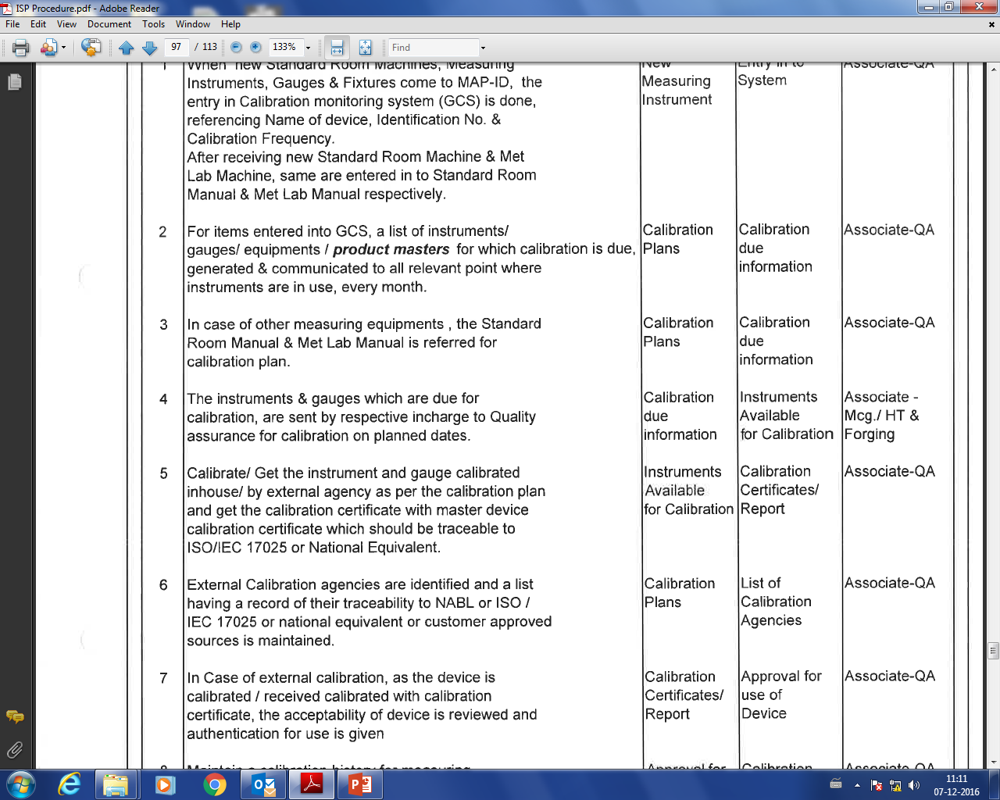 ISP Procedure.pdf - Adobe Reader
File Edit View Document Tools Window Help
97 / 113 133% Find
1 When new Standard Room Machines, Measuring New Entry in to Associate-QA
Instruments, Gauges & Fixtures come to MAP-ID, the Measuring System
entry in Calibration monitoring system (GCS) is done, Instrument
referencing Name of device, Identification No. &
Calibration Frequency.
After receiving new Standard Room Machine & Met
Lab Machine, same are entered in to Standard Room
Manual & Met Lab Manual respectively.
2 For items entered into GCS, a list of instruments/ Calibration Calibration Associate-QA
gauges/ equipments / product masters for which calibration is due, Plans due
generated & communicated to all relevant point where information
instruments are in use, every month.
3 In case of other measuring equipments , the Standard Calibration Calibration Associate-QA
Room Manual & Met Lab Manual is referred for Plans due
calibration plan. information
4 The instruments & gauges which are due for Calibration Instruments Associate -
calibration, are sent by respective incharge to Quality due Available Mcg./ HT &
assurance for calibration on planned dates. information for Calibration Forging
5 Calibrate/ Get the instrument and gauge calibrated Instruments Calibration Associate-QA
inhouse/ by external agency as per the calibration plan Available Certificates/
and get the calibration certificate with master device for Calibration Report
calibration certificate which should be traceable to
ISO/IEC 17025 or National Equivalent.
6 External Calibration agencies are identified and a list Calibration List of Associate-QA
having a record of their traceability to NABL or ISO / Plans Calibration
IEC 17025 or national equivalent or customer approved Agencies
sources is maintained.
7 In Case of external calibration, as the device is Calibration Approval for Associate-QA
calibrated / received calibrated with calibration Certificates/ use of
certificate, the acceptability of device is reviewed and Report Device
authentication for use is given
8 Maintain a calibration history for measuring Approval for Calibration Associate-QA
11:11
07-12-2016